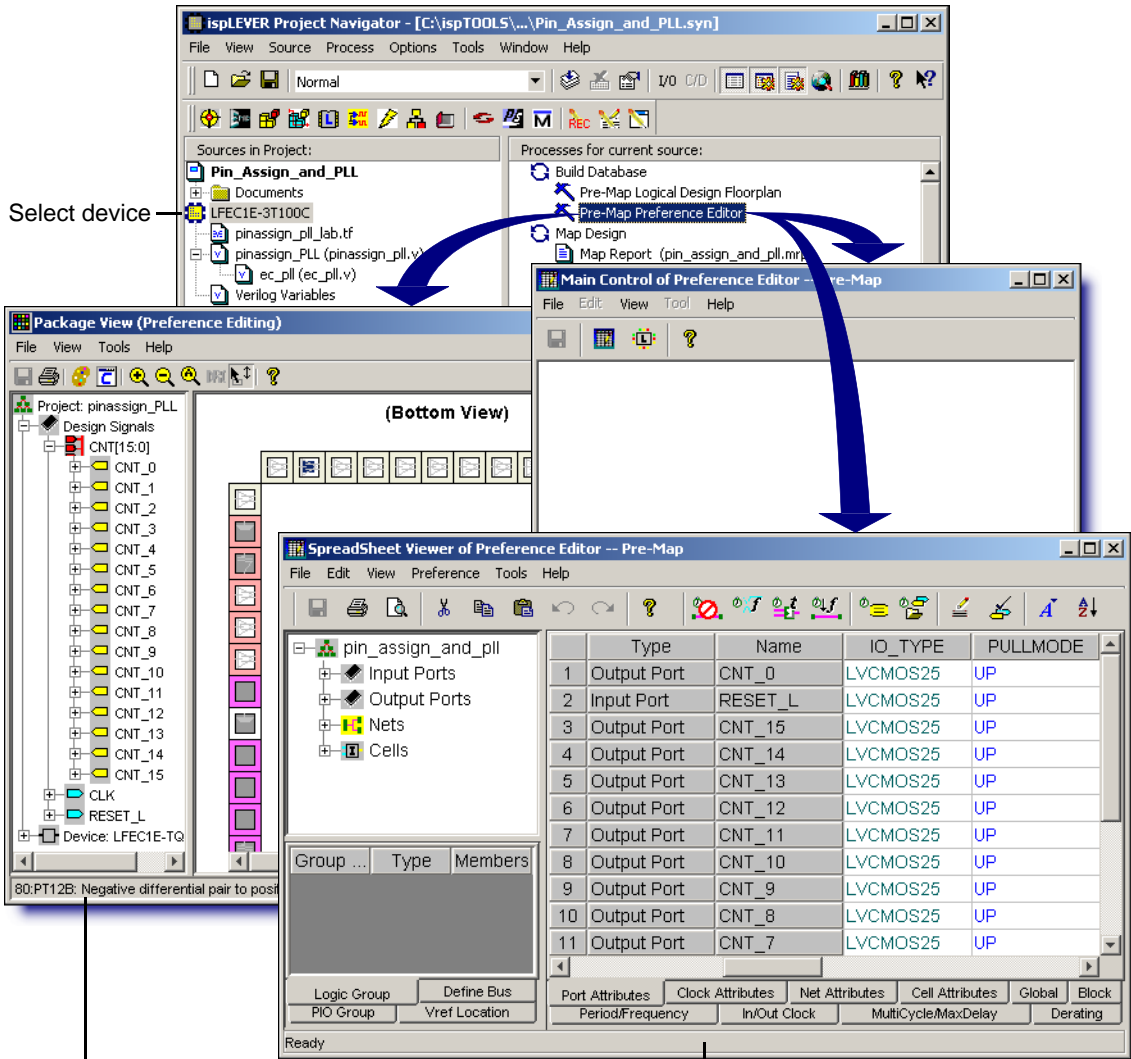 ispLEVER Project Navigator - [C:\ispTOOLS\...\Pin_Assign_and_PLL.syn]
File View Source Process Options Tools Window Help
Normal
I/O C/D
REC
Sources in Project:
Processes for current source:
Pin_Assign_and_PLL
Documents
LFEC1E-3T100C
pinassign_pll_lab.tf
pinassign_PLL (pinassign_pll.v)
ec_pll (ec_pll.v)
Verilog Variables
Build Database
Pre-Map Logical Design Floorplan
Pre-Map Preference Editor
Map Design
Map Report (pin_assign_and_pll.mrp
Select device
Main Control of Preference Editor -- Pre-Map
File Edit View Tool Help
Package View (Preference Editing)
File View Tools Help
Project: pinassign_PLL
Design Signals
CNT[15:0]
CNT_0
CNT_1
CNT_2
CNT_3
CNT_4
CNT_5
CNT_6
CNT_7
CNT_8
CNT_9
CNT_10
CNT_11
CNT_12
CNT_13
CNT_14
CNT_15
CLK
RESET_L
Device: LFEC1E-TQ
(Bottom View)
80:PT12B: Negative differential pair to posi
SpreadSheet Viewer of Preference Editor -- Pre-Map
File Edit View Preference Tools Help
pin_assign_and_pll
Input Ports
Output Ports
Nets
Cells
Group ... Type Members
Logic Group Define Bus
PIO Group Vref Location
Type Name IO_TYPE PULLMODE
1 Output Port CNT_0 LVCMOS25 UP
2 Input Port RESET_L LVCMOS25 UP
3 Output Port CNT_15 LVCMOS25 UP
4 Output Port CNT_14 LVCMOS25 UP
5 Output Port CNT_13 LVCMOS25 UP
6 Output Port CNT_12 LVCMOS25 UP
7 Output Port CNT_11 LVCMOS25 UP
8 Output Port CNT_10 LVCMOS25 UP
9 Output Port CNT_9 LVCMOS25 UP
10 Output Port CNT_8 LVCMOS25 UP
11 Output Port CNT_7 LVCMOS25 UP
Port Attributes Clock Attributes Net Attributes Cell Attributes Global Block
Period/Frequency In/Out Clock MultiCycle/MaxDelay Derating
Ready